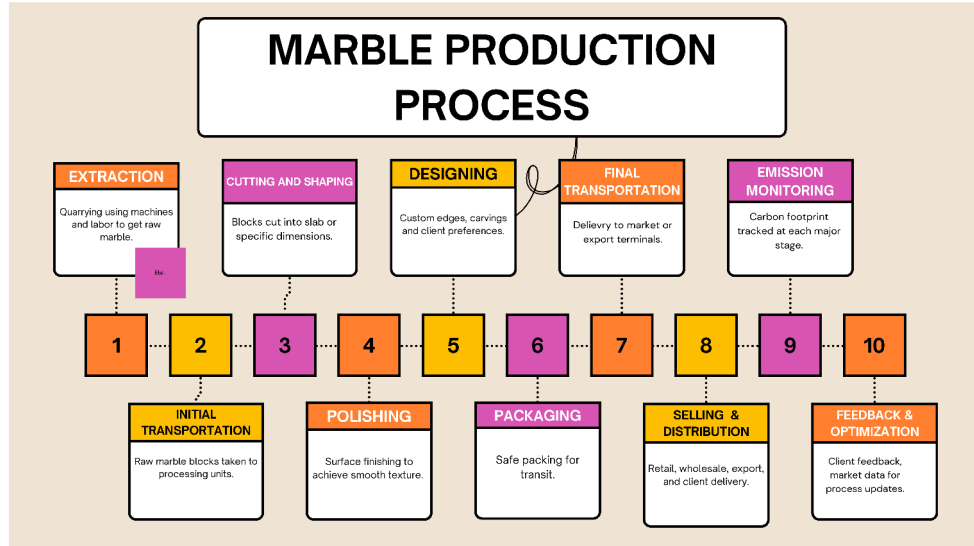 MARBLE PRODUCTION
PROCESS
EXTRACTION
Quarrying using machines
and labor to get raw
marble.
CUTTING AND SHAPING
Blocks cut into slab or
specific dimensions.
DESIGNING
Custom edges, carvings
and client preferences.
FINAL
TRANSPORTATION
Delievry to market or
export terminals.
EMISSION
MONITORING
Carbon footprint
tracked at each major
stage.
1
2
3
4
5
6
7
8
9
10
INITIAL
TRANSPORTATION
Raw marble blocks taken to
processing units.
POLISHING
Surface finishing to
achieve smooth texture.
PACKAGING
Safe packing for
transit.
SELLING &
DISTRIBUTION
Retail, wholesale, export,
and client delivery.
FEEDBACK &
OPTIMIZATION
Client feedback,
market data for
process updates.